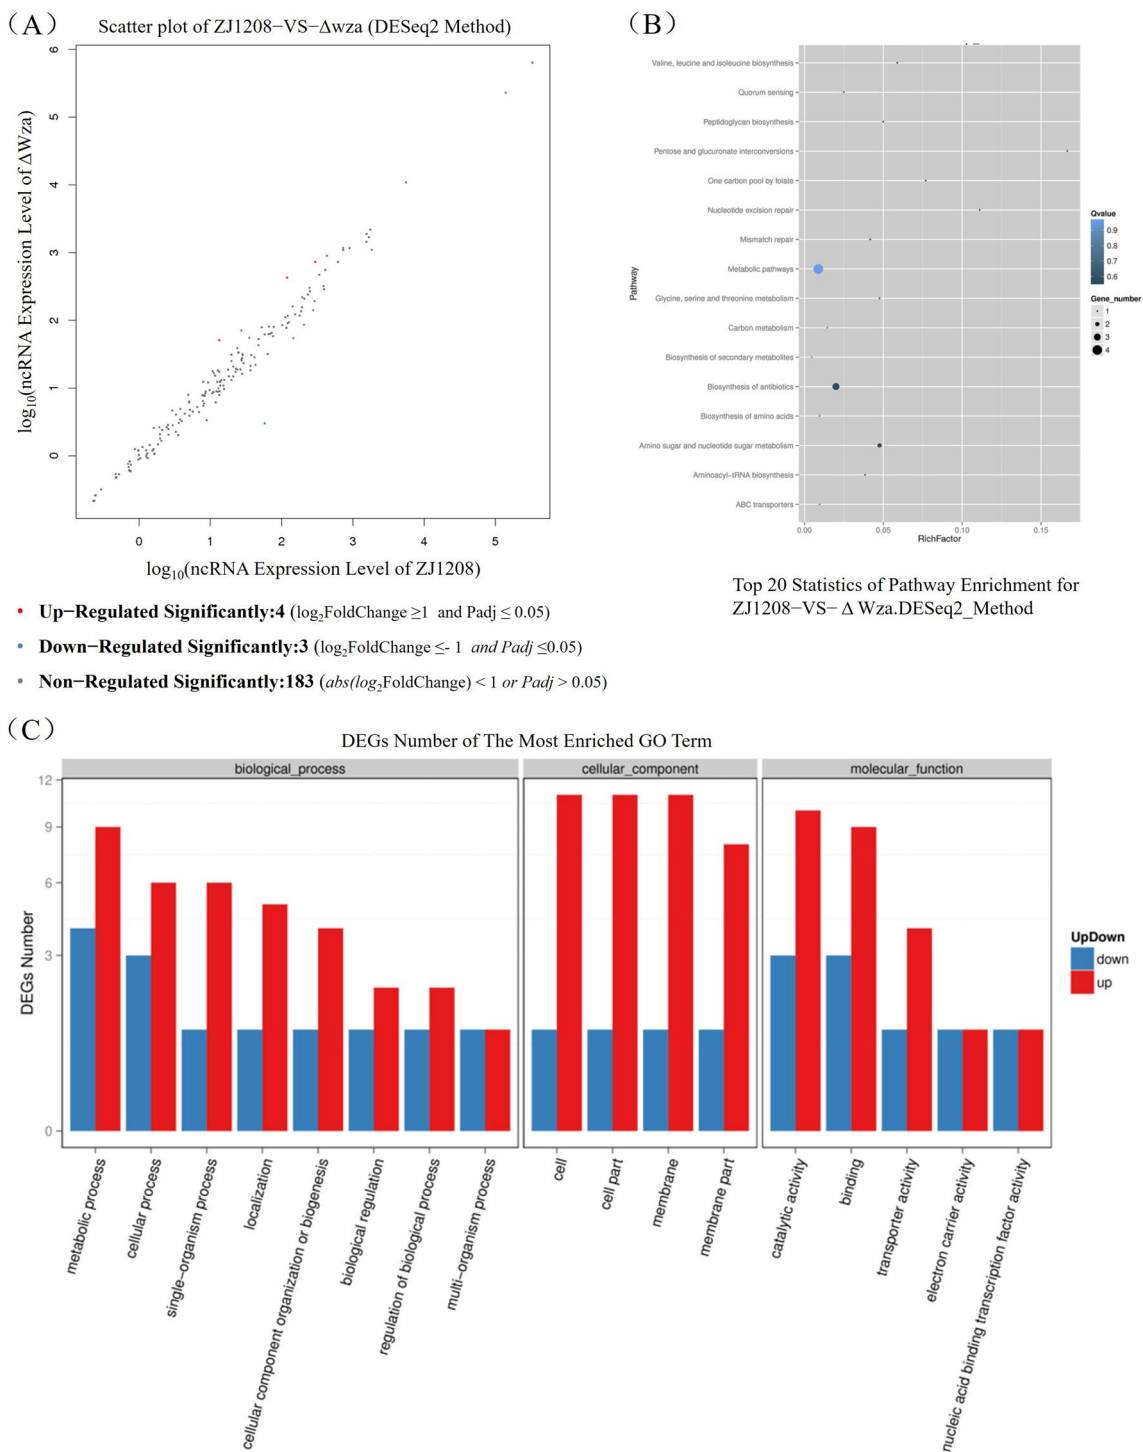 （A）
Scatter plot of ZJ1208−VS−Δwza (DESeq2 Method)
log10(ncRNA Expression Level of ΔWza)
6
5
4
3
2
1
0
0 1 2 3 4 5
log10(ncRNA Expression Level of ZJ1208)
Up−Regulated Significantly:4 (log2FoldChange ≥1 and Padj ≤ 0.05)
Down−Regulated Significantly:3 (log2FoldChange ≤- 1 and Padj ≤0.05)
Non−Regulated Significantly:183 (abs(log2FoldChange) < 1 or Padj > 0.05)
（B）
Pathway
Valine, leucine and isoleucine biosynthesis
Quorum sensing
Peptidoglycan biosynthesis
Pentose and glucuronate interconversions
One carbon pool by folate
Nucleotide excision repair
Mismatch repair
Metabolic pathways
Glycine, serine and threonine metabolism
Carbon metabolism
Biosynthesis of secondary metabolites
Biosynthesis of antibiotics
Biosynthesis of amino acids
Amino sugar and nucleotide sugar metabolism
Aminoacyl−tRNA biosynthesis
ABC transporters
0.00 0.05 0.10 0.15
RichFactor
Qvalue
0.9
0.8
0.7
0.6
Gene_number
1
2
3
4
Top 20 Statistics of Pathway Enrichment for
ZJ1208−VS− Δ Wza.DESeq2_Method
（C）
DEGs Number of The Most Enriched GO Term
biological_process
cellular_component
molecular_function
DEGs Number
12
9
6
3
0
metabolic process
cellular process
single−organism process
localization
cellular component organization or biogenesis
biological regulation
regulation of biological process
multi−organism process
cell
cell part
membrane
membrane part
catalytic activity
binding
transporter activity
electron carrier activity
nucleic acid binding transcription factor activity
UpDown
down
up